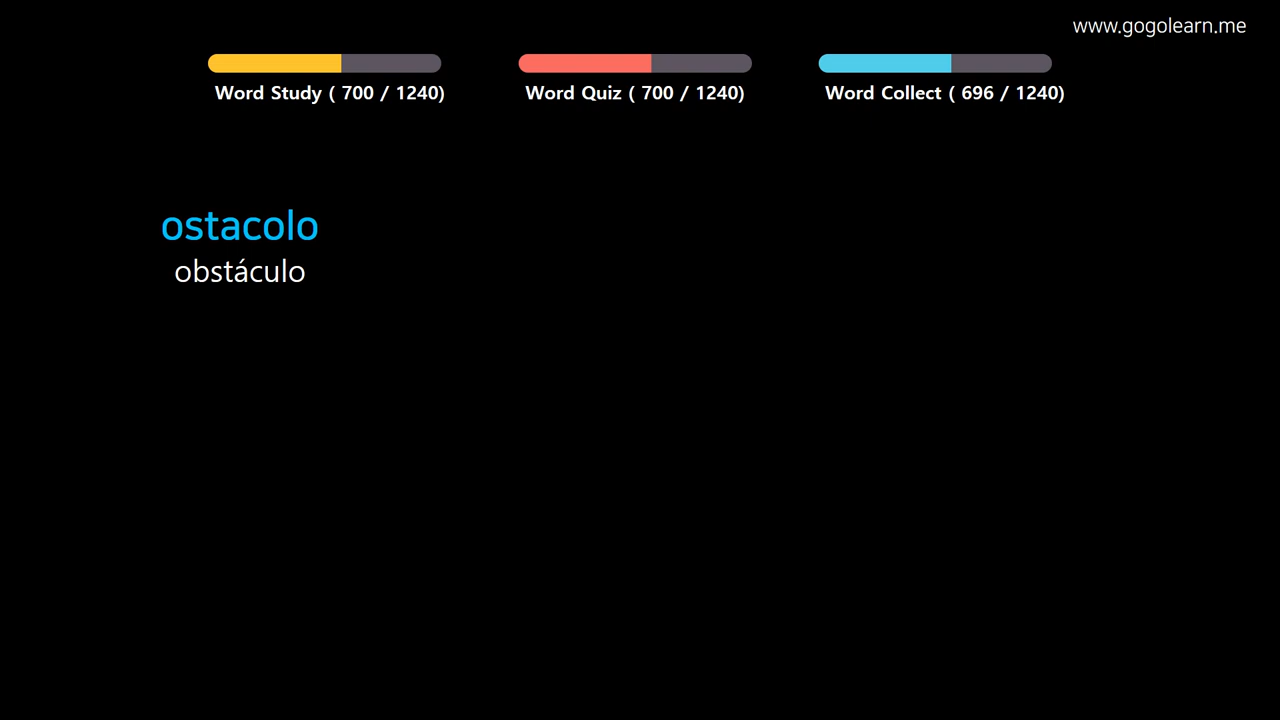 www.gogolearn.me
Word Study ( 700 / 1240)
Word Quiz ( 700 / 1240)
Word Collect ( 696 / 1240)
ostacolo
obstáculo